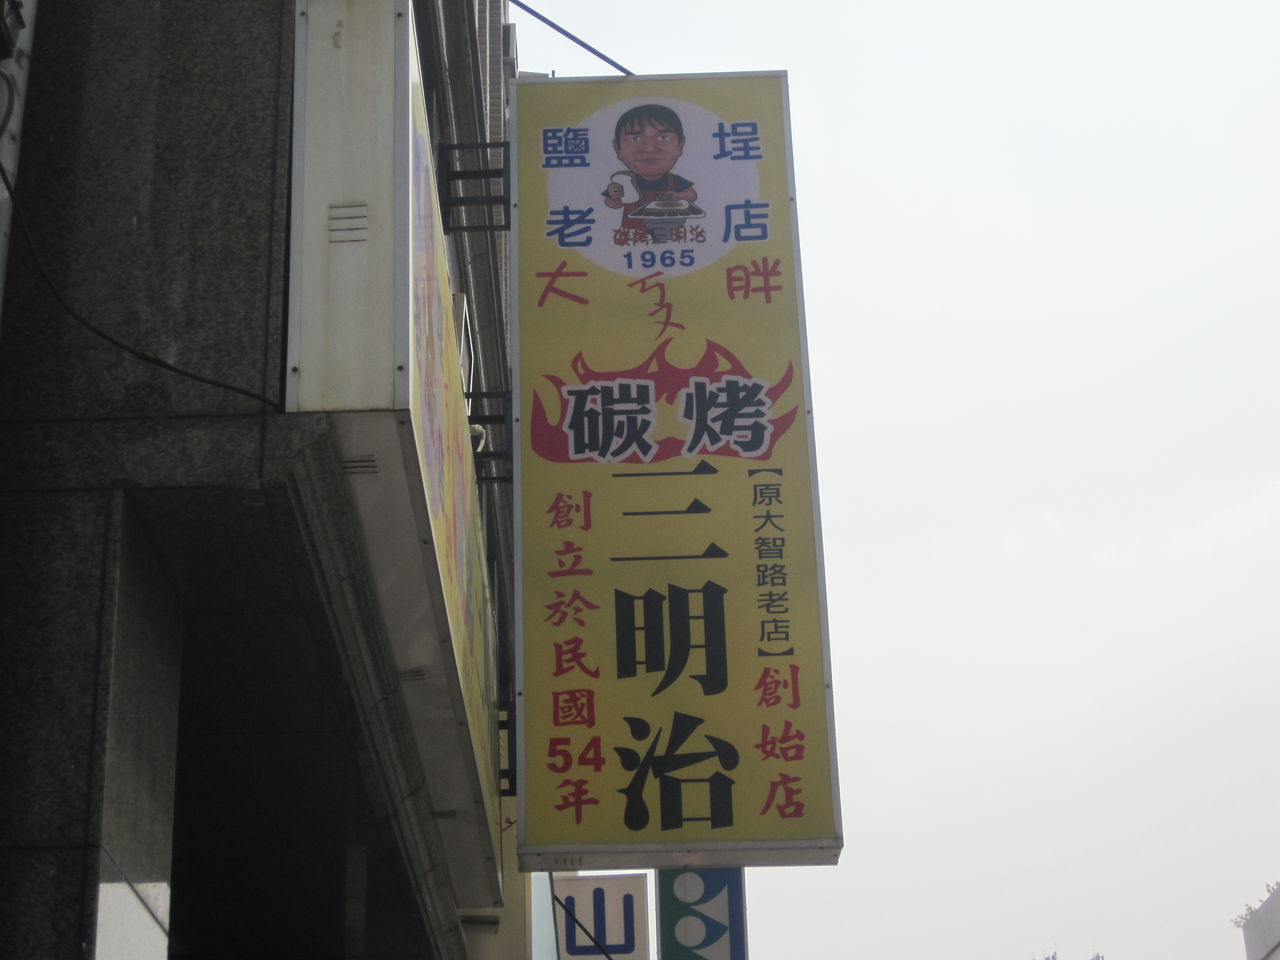 鹽埕
老店
碳烤三明治
1965
大ㄎㄡ胖
碳烤
三明治
【原大智路老店】創始店
創立於民國54年
山